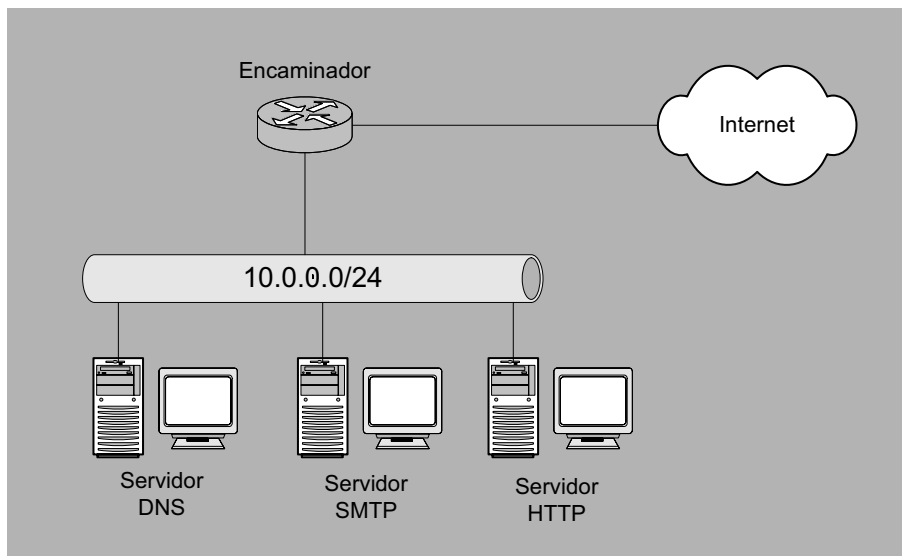 Encaminador
Internet
10.0.0.0/24
Servidor
DNS
Servidor
SMTP
Servidor
HTTP